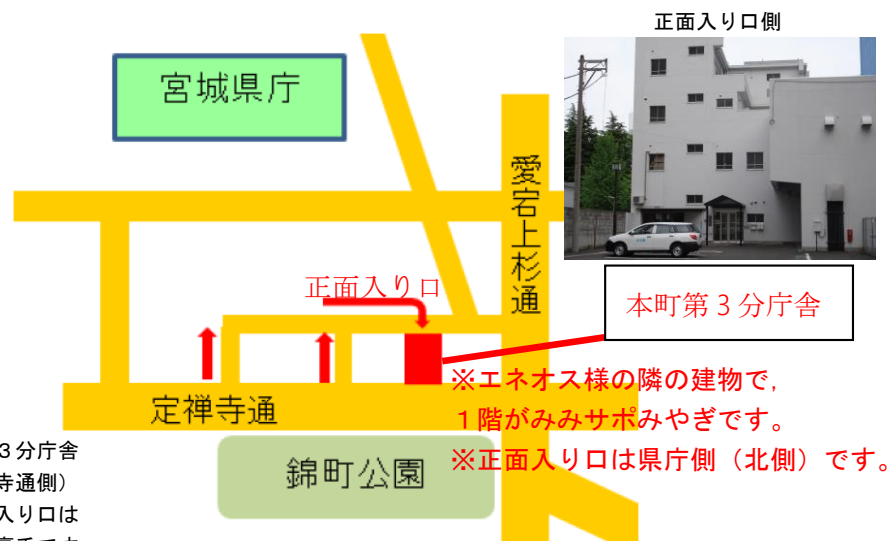 正面入り口側
宮城県庁
愛宕上杉通
正面入り口
本町第３分庁舎
※エネオス様の隣の建物で,
１階がみみサポみやぎです。
定禅寺通
※正面入り口は県庁側（北側）です。
錦町公園
３分庁舎
寺通側）
入り口は